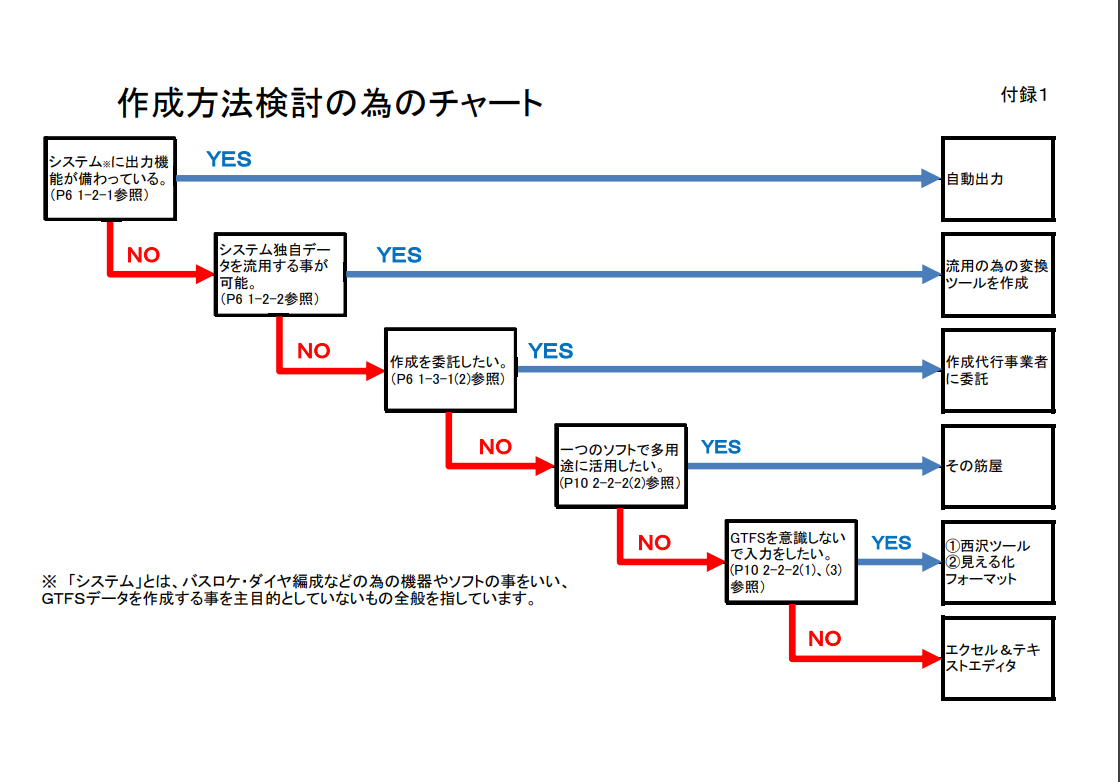 作成方法検討の為のチャート
付録1
システム※に出力機
能が備わっている。
(P6 1-2-1参照)
YES
自動出力
NO
システム独自デー
タを流用する事が
可能。
(P6 1-2-2参照)
YES
流用の為の変換
ツールを作成
NO
作成を委託したい。
(P6 1-3-1(2)参照)
YES
作成代行事業者
に委託
NO
一つのソフトで多用
途に活用したい。
(P10 2-2-2(2)参照)
YES
その筋屋
NO
GTFSを意識しない
で入力をしたい。
(P10 2-2-2(1)、(3)
参照)
YES
①西沢ツール
②見える化
フォーマット
NO
エクセル＆テキ
ストエディタ
※ 「システム」とは、バスロケ・ダイヤ編成などの為の機器やソフトの事をいい、
GTFSデータを作成する事を主目的としていないもの全般を指しています。